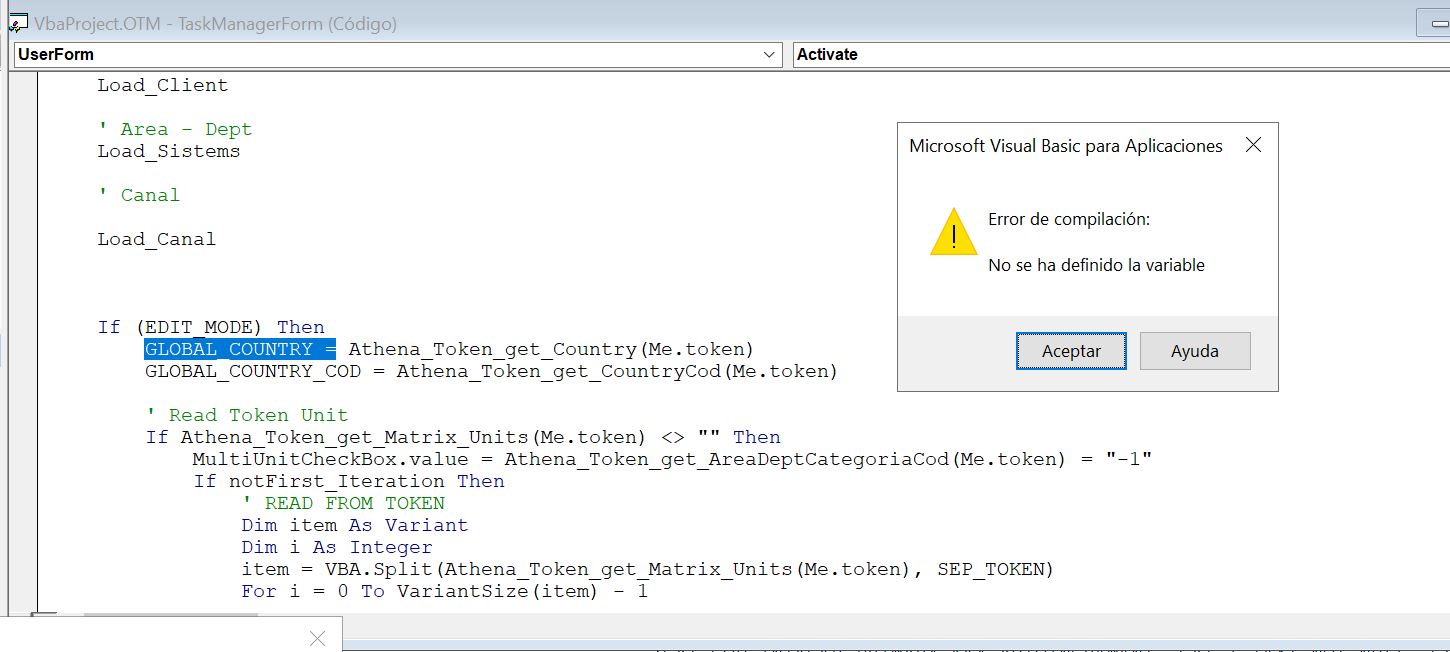 VbaProject.OTM - TaskManagerForm (Código)
UserForm
Activate
Load_Client
' Area - Dept
Load_Sistems
' Canal
Load_Canal
If (EDIT_MODE) Then
GLOBAL_COUNTRY = Athena_Token_get_Country(Me.token)
GLOBAL_COUNTRY_COD = Athena_Token_get_CountryCod(Me.token)
' Read Token Unit
If Athena_Token_get_Matrix_Units(Me.token) <> "" Then
MultiUnitCheckBox.value = Athena_Token_get_AreaDeptCategoriaCod(Me.token) = "-1"
If notFirst_Iteration Then
' READ FROM TOKEN
Dim item As Variant
Dim i As Integer
item = VBA.Split(Athena_Token_get_Matrix_Units(Me.token), SEP_TOKEN)
For i = 0 To VariantSize(item) - 1
Microsoft Visual Basic para Aplicaciones
Error de compilación:
No se ha definido la variable
Aceptar
Ayuda